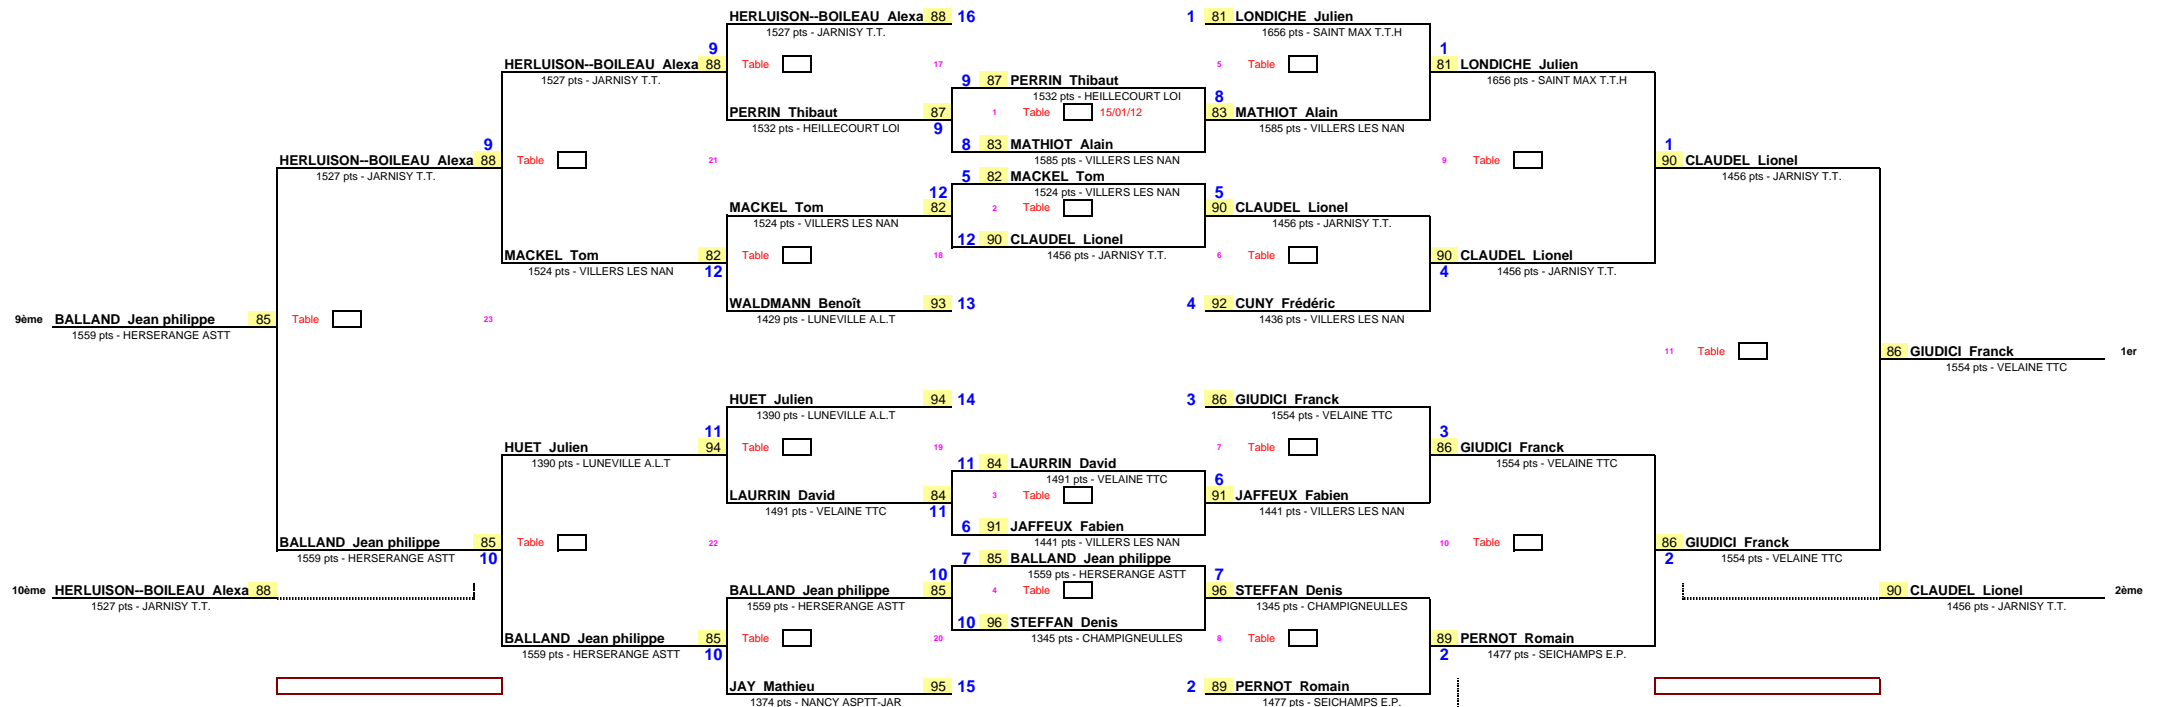 HERLUISON--BOILEAU Alexa 88 16 1 81 LONDICHE Julien
1527 pts - JARNISY T.T. 1656 pts - SAINT MAX T.T.H
9 1
HERLUISON--BOILEAU Alexa 88 Table 17 5 Table 81 LONDICHE Julien
1527 pts - JARNISY T.T. 9 87 PERRIN Thibaut 1656 pts - SAINT MAX T.T.H
1532 pts - HEILLECOURT LOI 8
PERRIN Thibaut 87 1 Table 15/01/12 83 MATHIOT Alain
1532 pts - HEILLECOURT LOI 9 1585 pts - VILLERS LES NAN
9 8 83 MATHIOT Alain 1
HERLUISON--BOILEAU Alexa 88 Table 21 1585 pts - VILLERS LES NAN 9 Table 90 CLAUDEL Lionel
1527 pts - JARNISY T.T. 5 82 MACKEL Tom 1456 pts - JARNISY T.T.
12 1524 pts - VILLERS LES NAN 5
MACKEL Tom 82 2 Table 90 CLAUDEL Lionel
1524 pts - VILLERS LES NAN 1456 pts - JARNISY T.T.
12 90 CLAUDEL Lionel
MACKEL Tom 82 Table 18 1456 pts - JARNISY T.T. 6 Table 90 CLAUDEL Lionel
1524 pts - VILLERS LES NAN 12 4 1456 pts - JARNISY T.T.
WALDMANN Benoît 93 13 4 92 CUNY Frédéric
9ème BALLAND Jean philippe 85 Table 23 1429 pts - LUNEVILLE A.L.T 1436 pts - VILLERS LES NAN
1559 pts - HERSERANGE ASTT
11 Table 86 GIUDICI Franck 1er
1554 pts - VELAINE TTC
HUET Julien 94 14 3 86 GIUDICI Franck
1390 pts - LUNEVILLE A.L.T 1554 pts - VELAINE TTC
11 3
HUET Julien 94 Table 19 7 Table 86 GIUDICI Franck
1390 pts - LUNEVILLE A.L.T 11 84 LAURRIN David 1554 pts - VELAINE TTC
1491 pts - VELAINE TTC 6
LAURRIN David 84 3 Table 91 JAFFEUX Fabien
1491 pts - VELAINE TTC 11 1441 pts - VILLERS LES NAN
6 91 JAFFEUX Fabien
BALLAND Jean philippe 85 Table 22 1441 pts - VILLERS LES NAN 10 Table 86 GIUDICI Franck
1559 pts - HERSERANGE ASTT 10 7 85 BALLAND Jean philippe 2 1554 pts - VELAINE TTC
10 1559 pts - HERSERANGE ASTT 7
10ème HERLUISON--BOILEAU Alexa 88 BALLAND Jean philippe 85 4 Table 96 STEFFAN Denis 90 CLAUDEL Lionel 2ème
1527 pts - JARNISY T.T. 1559 pts - HERSERANGE ASTT 1345 pts - CHAMPIGNEULLES 1456 pts - JARNISY T.T.
10 96 STEFFAN Denis
BALLAND Jean philippe 85 Table 20 1345 pts - CHAMPIGNEULLES 8 Table 89 PERNOT Romain
1559 pts - HERSERANGE ASTT 10 2 1477 pts - SEICHAMPS E.P.
JAY Mathieu 95 15 2 89 PERNOT Romain
1374 pts - NANCY ASPTT-JAR 1477 pts - SEICHAMPS E.P.